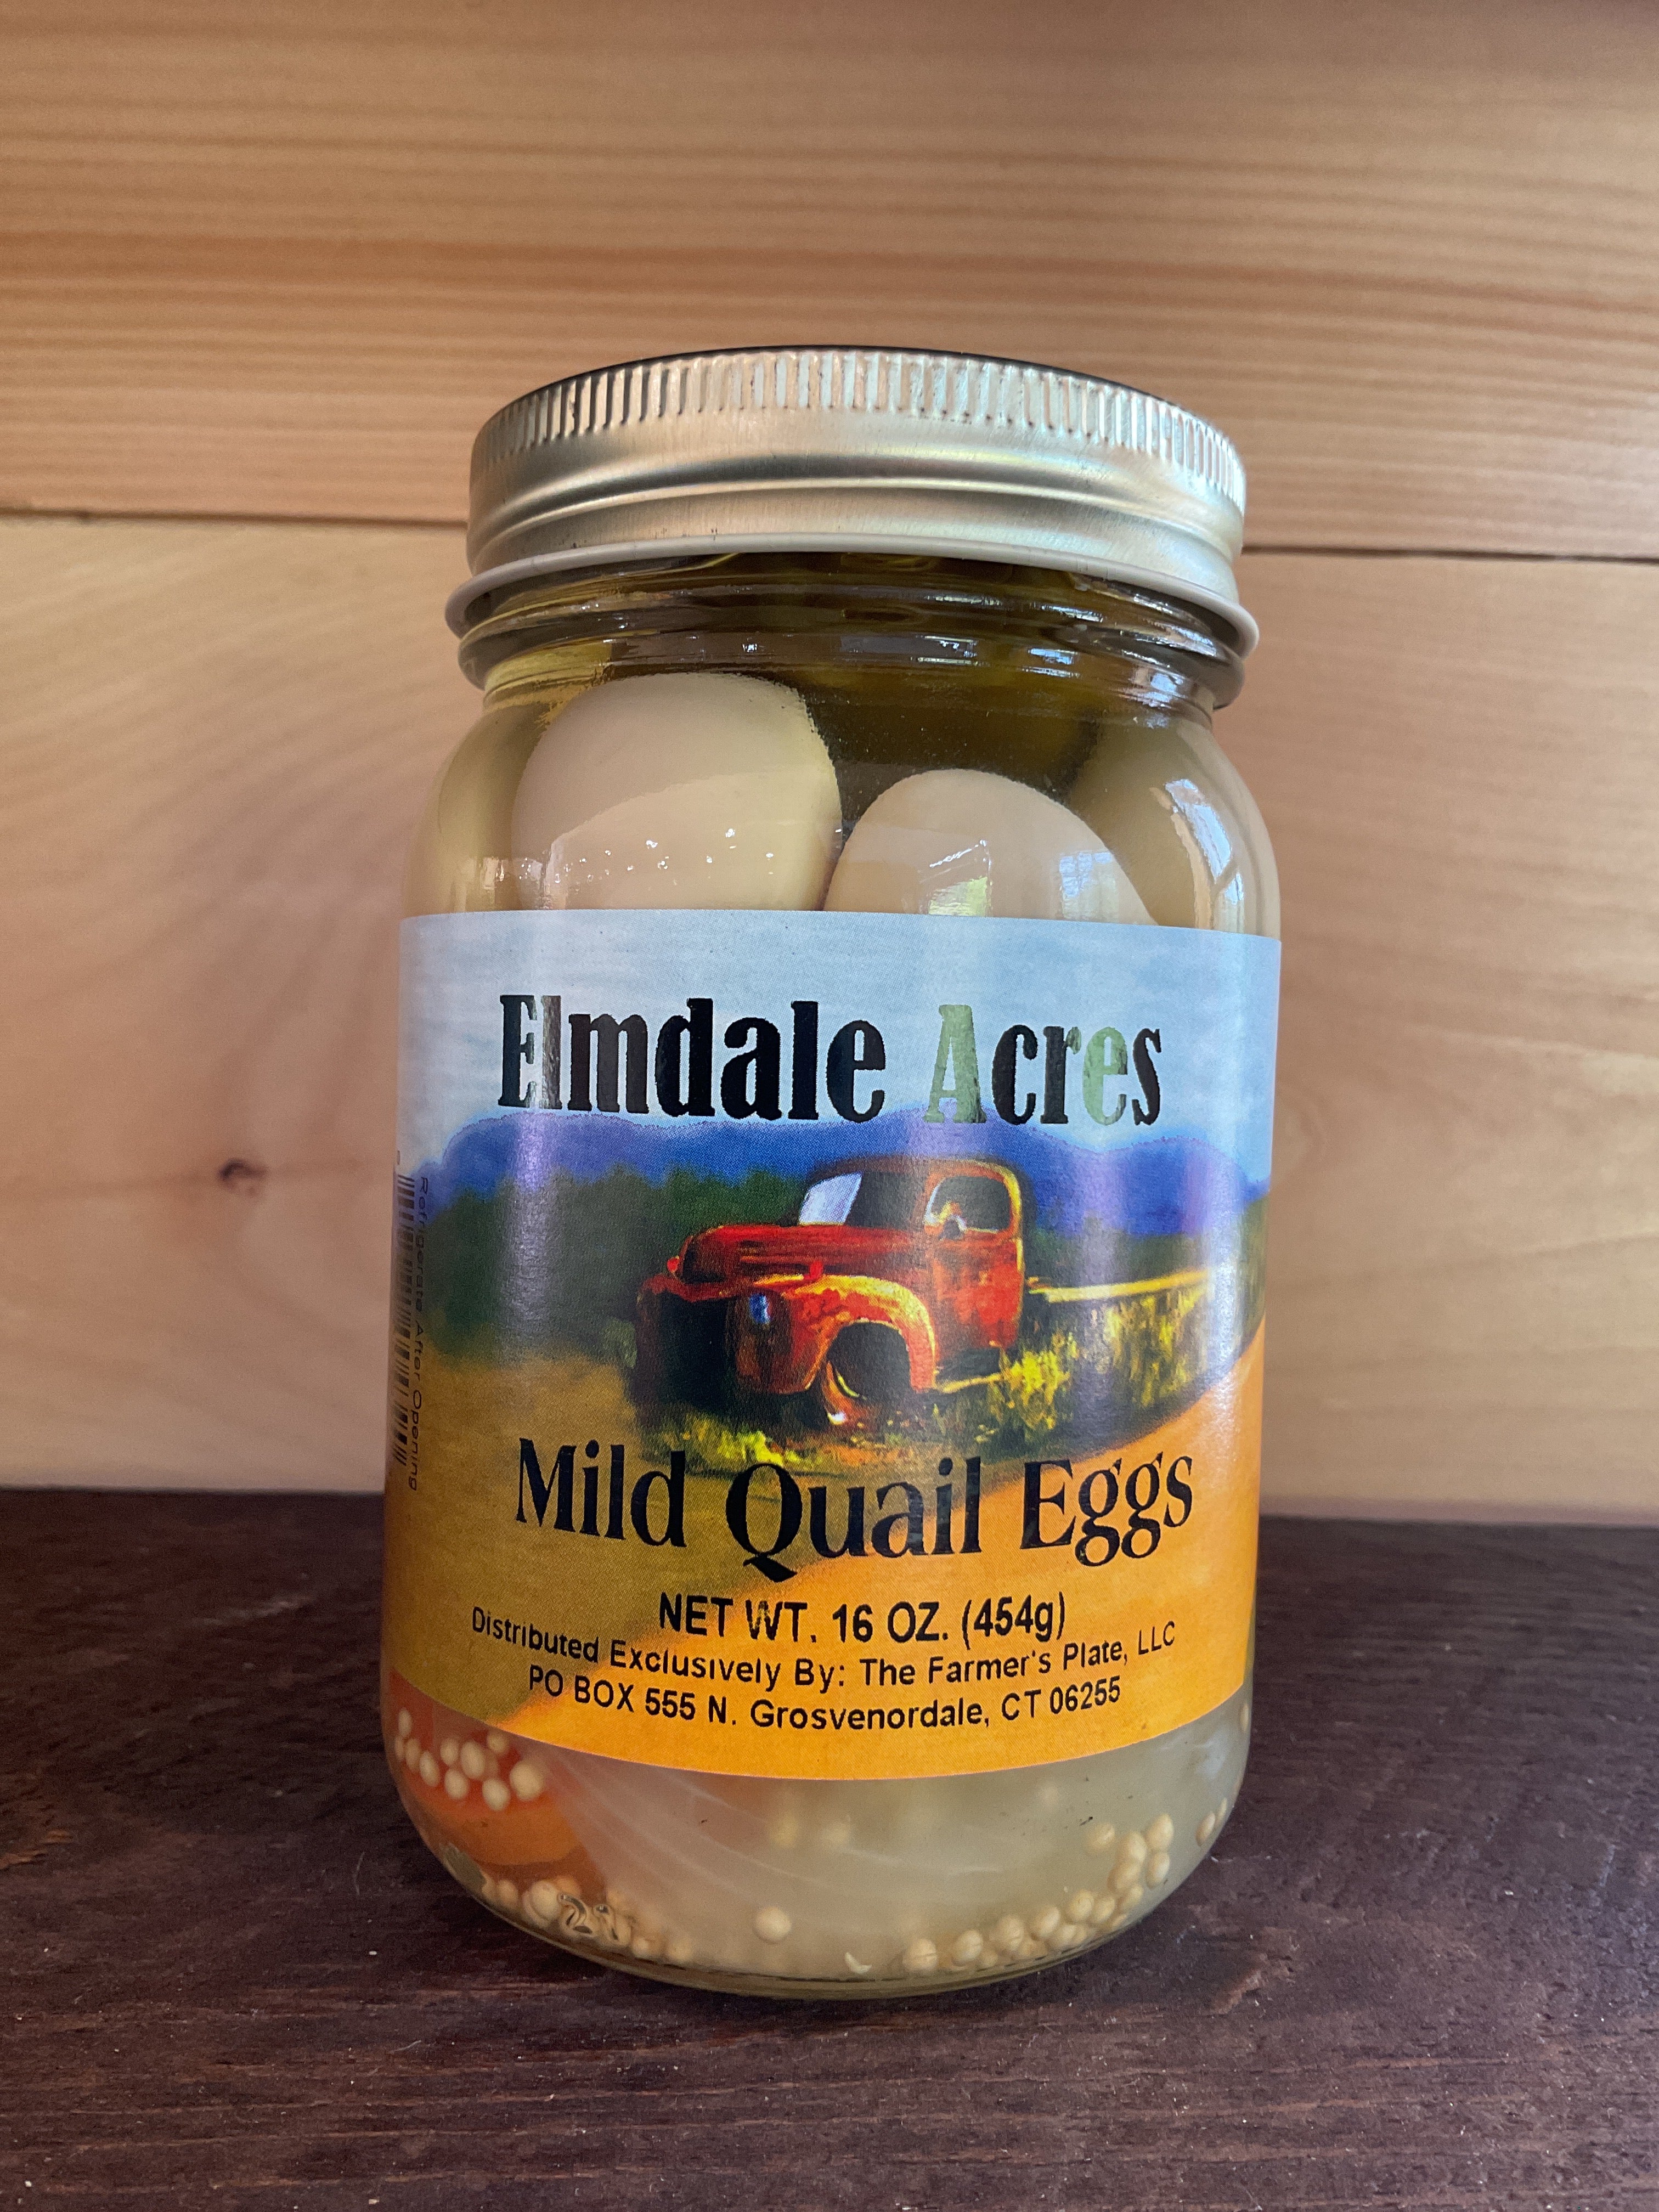 Elmdale Acres
Mild Quail Eggs
NET WT. 16 OZ. (454g)
Distributed Exclusively By: The Farmer's Plate, LLC
PO BOX 555 N. Grosvenordale, CT 06255
Refrigerate After Opening